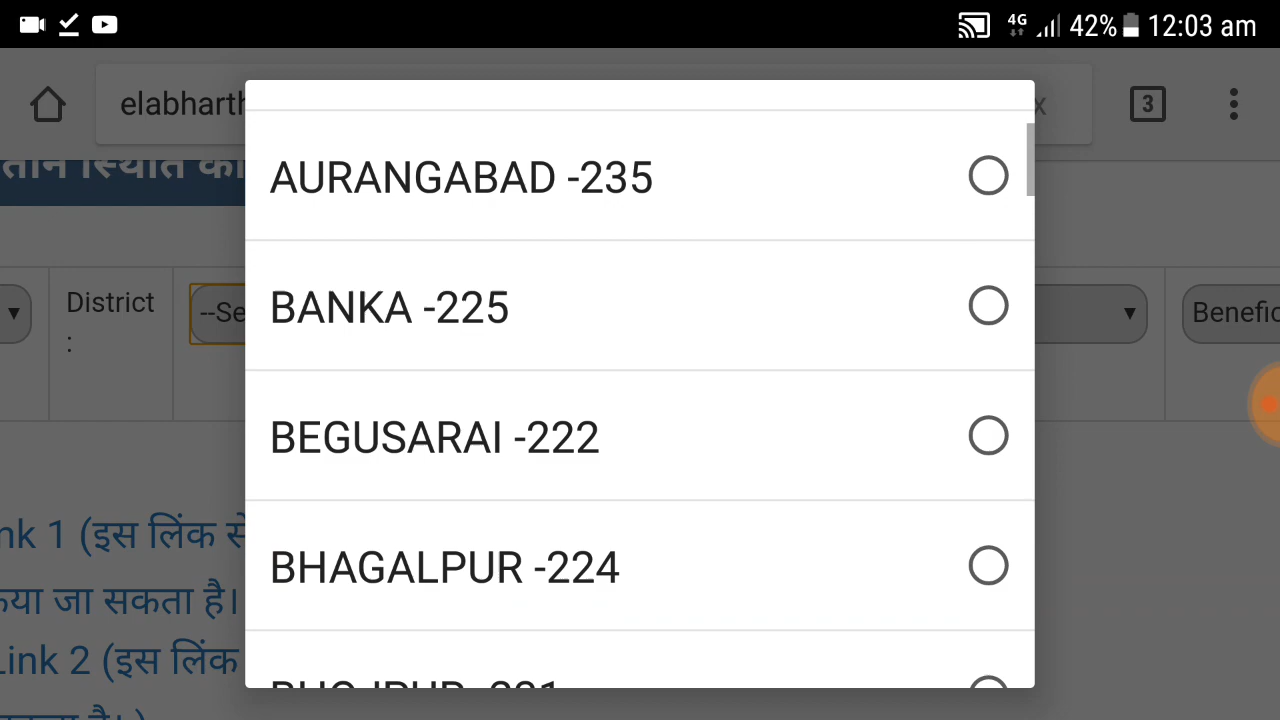 4G 42% 12:03 am
elabharth x 3
AURANGABAD -235
District
:
--Se
BANKA -225
Benefic
BEGUSARAI -222
nk 1 (इस लिंक से
BHAGALPUR -224
जा सकता है।
Link 2 (इस लिंक